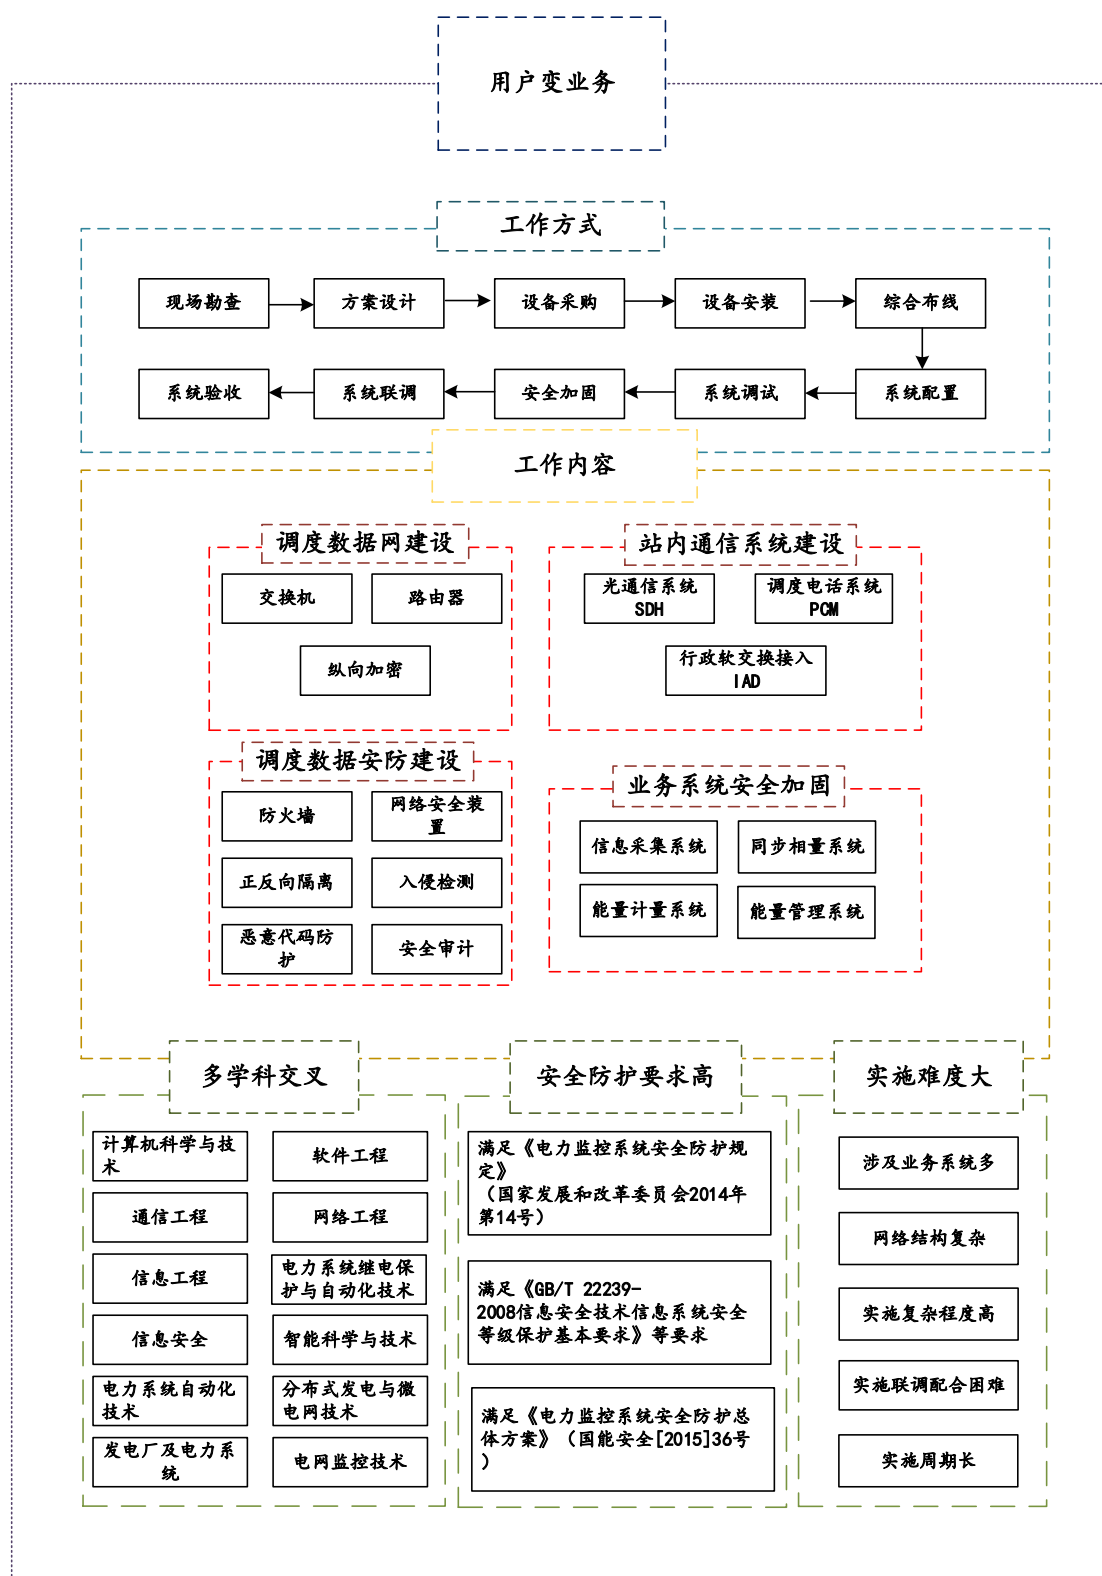 用户变业务
工作方式
现场勘查
方案设计
设备采购
设备安装
综合布线
系统验收
系统联调
安全加固
系统调试
系统配置
工作内容
调度数据网建设
交换机
路由器
纵向加密
站内通信系统建设
光通信系统
SDH
调度电话系统
PCM
行政软交换接入
IAD
调度数据安防建设
防火墙
网络安全装
置
正反向隔离
入侵检测
恶意代码防
护
安全审计
业务系统安全加固
信息采集系统
同步相量系统
能量计量系统
能量管理系统
多学科交叉
计算机科学与技
术
软件工程
通信工程
网络工程
信息工程
电力系统继电保
护与自动化技术
信息安全
智能科学与技术
电力系统自动化
技术
分布式发电与微
电网技术
发电厂及电力系
统
电网监控技术
安全防护要求高
满足《电力监控系统安全防护规
定》
（国家发展和改革委员会2014年
第14号）
满足《GB/T 22239-
2008信息安全技术信息系统安全
等级保护基本要求》等要求
满足《电力监控系统安全防护总
体方案》（国能安全[2015]36号
）
实施难度大
涉及业务系统多
网络结构复杂
实施复杂程度高
实施联调配合困难
实施周期长